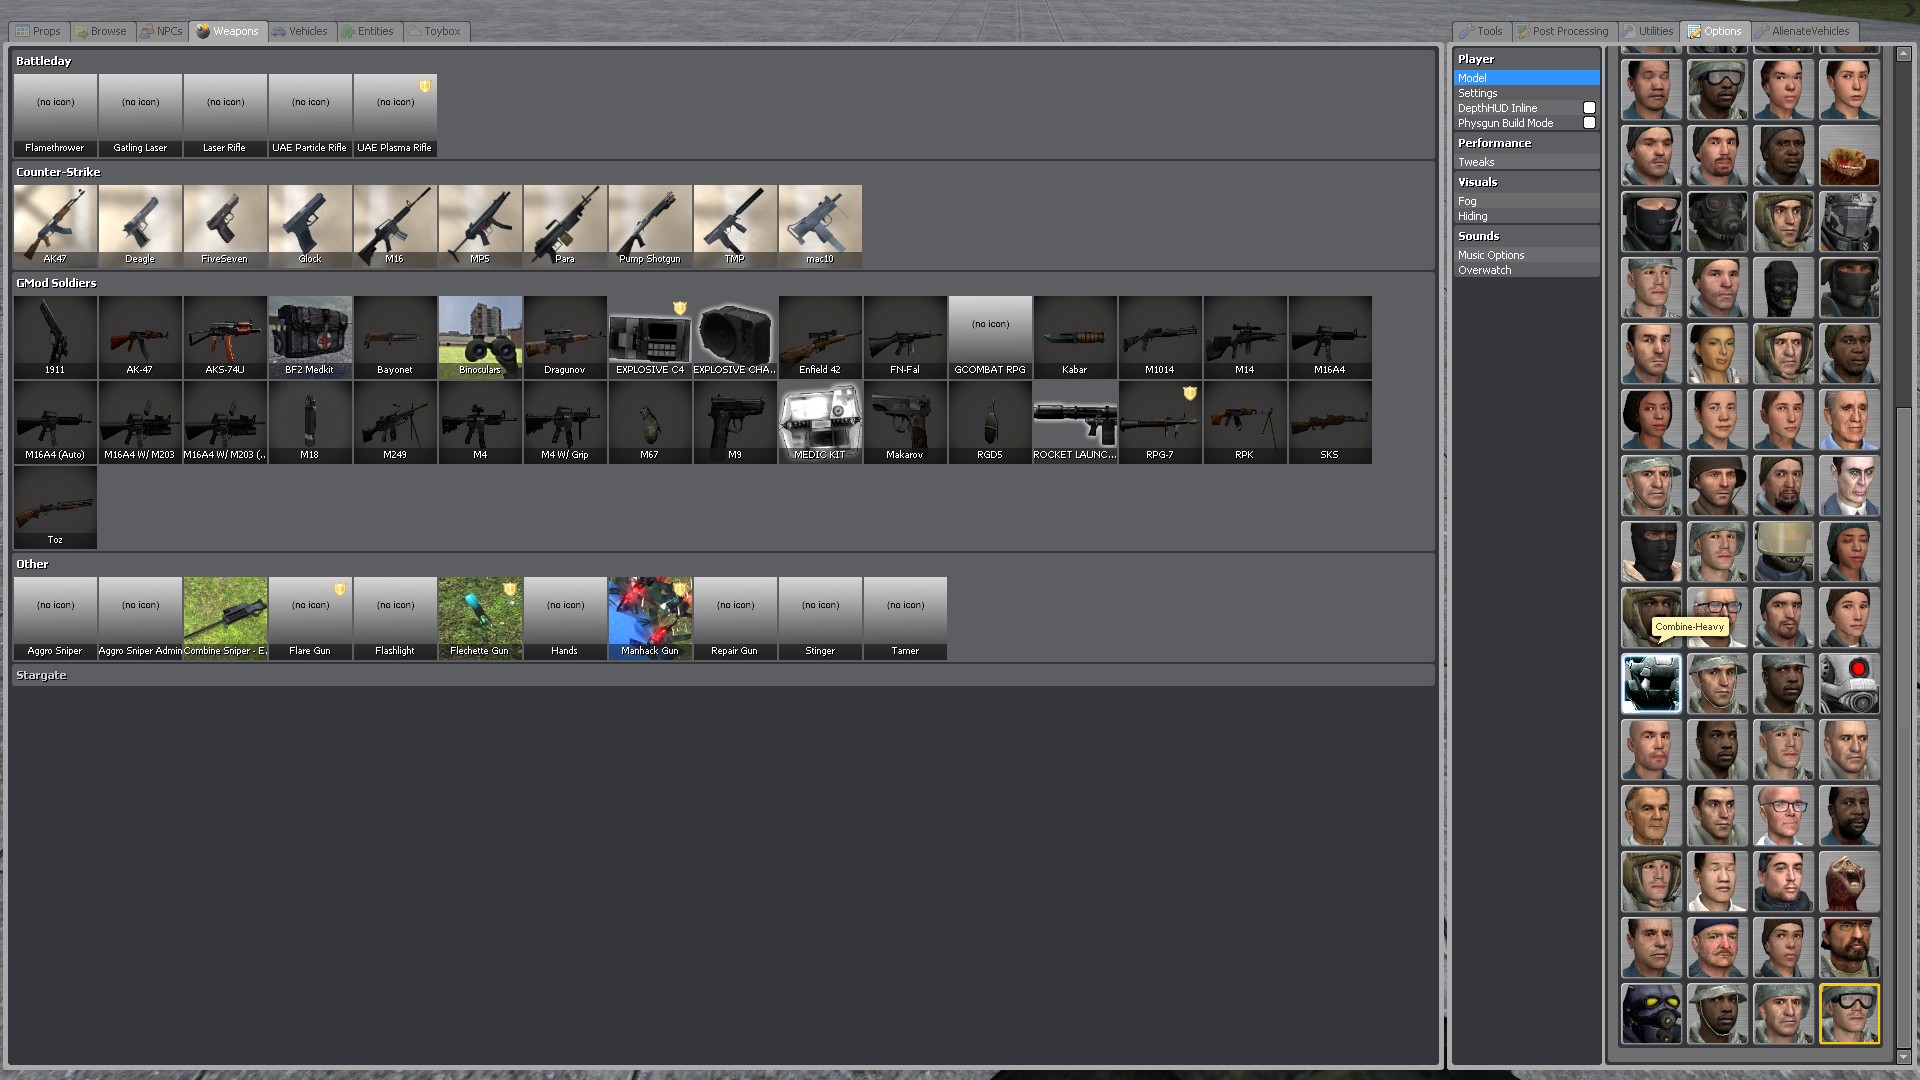 Props Browse NPCs Weapons Vehicles Entities Toybox
Battleday
(no icon) (no icon) (no icon) (no icon) (no icon)
Flamethrower Gatling Laser Laser Rifle UAE Particle Rifle UAE Plasma Rifle
Counter-Strike
AK47 Deagle FiveSeven Glock M16 MP5 Para Pump Shotgun TMP mac10
GMod Soldiers
(no icon)
1911 AK-47 AKS-74U BF2 Medkit Bayonet Binoculars Dragunov EXPLOSIVE C4 EXPLOSIVE CHA... Enfield 42 FN-Fal GCOMBAT RPG Kabar M1014 M14 M16A4
M16A4 (Auto) M16A4 W/ M203 M16A4 W/ M203 (... M18 M249 M4 M4 W/ Grip M67 M9 MEDIC KIT Makarov RGD5 ROCKET LAUNC... RPG-7 RPK SKS
Toz
Other
(no icon) (no icon) (no icon) (no icon) (no icon) (no icon) (no icon) (no icon)
Aggro Sniper Aggro Sniper Admin Combine Sniper - E. Flare Gun Flashlight Flechette Gun Hands Manhack Gun Repair Gun Stinger Tamer
Stargate
Tools Post Processing Utilities Options AlienateVehicles
Player
Model
Settings
DepthHUD Inline
Physgun Build Mode
Performance
Tweaks
Visuals
Fog
Hiding
Sounds
Music Options
Overwatch
Combine-Heavy